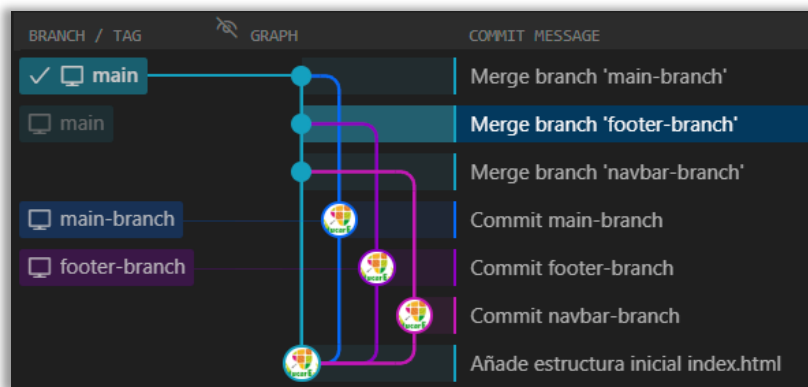 BRANCH / TAG GRAPH COMMIT MESSAGE
main Merge branch 'main-branch'
main Merge branch 'footer-branch'
Merge branch 'navbar-branch'
main-branch Commit main-branch
footer-branch Commit footer-branch
Commit navbar-branch
Añade estructura inicial index.html